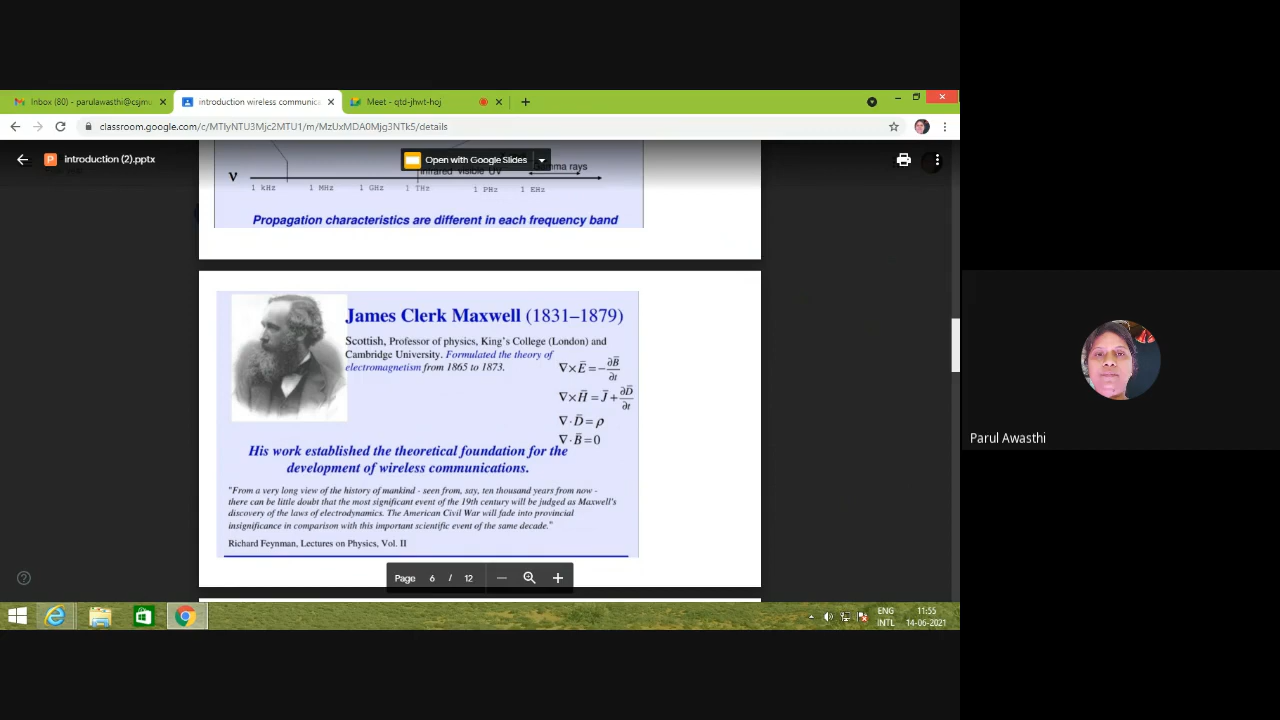 Inbox (80) - parulawasthi@csjmu
introduction wireless communica
Meet - qtd-jhwt-hoj
classroom.google.com/c/MTIyNTU3Mjc2MTU1/m/MzUxMDA0Mjg3NTk5/details
introduction (2).pptx
Open with Google Slides
infrared visible UV
rays
ν
1 kHz 1 MHz 1 GHz 1 THz 1 PHz 1 EHz
Propagation characteristics are different in each frequency band
James Clerk Maxwell (1831–1879)
Scottish, Professor of physics, King's College (London) and
Cambridge University. Formulated the theory of
electromagnetism from 1865 to 1873.
∇×Ē=−∂B̄/∂t
∇×H̄=J̄+∂D̄/∂t
∇·D̄=ρ
∇·B̄=0
His work established the theoretical foundation for the
development of wireless communications.
"From a very long view of the history of mankind - seen from, say, ten thousand years from now -
there can be little doubt that the most significant event of the 19th century will be judged as Maxwell's
discovery of the laws of electrodynamics. The American Civil War will fade into provincial
insignificance in comparison with this important scientific event of the same decade."
Richard Feynman, Lectures on Physics, Vol. II
Page 6 / 12
ENG
INTL
11:55
14-06-2021
Parul Awasthi